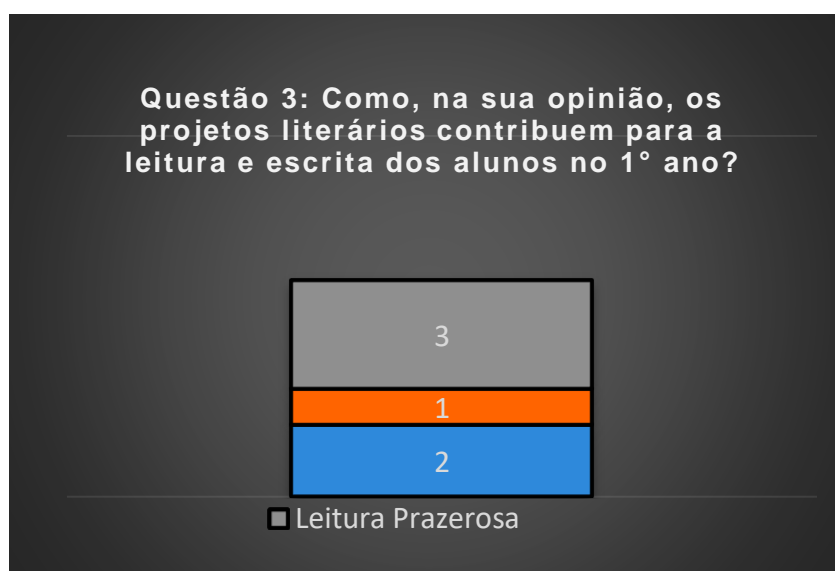 Questão 3: Como, na sua opinião, os
projetos literários contribuem para a
leitura e escrita dos alunos no 1° ano?
3
1
2
Leitura Prazerosa